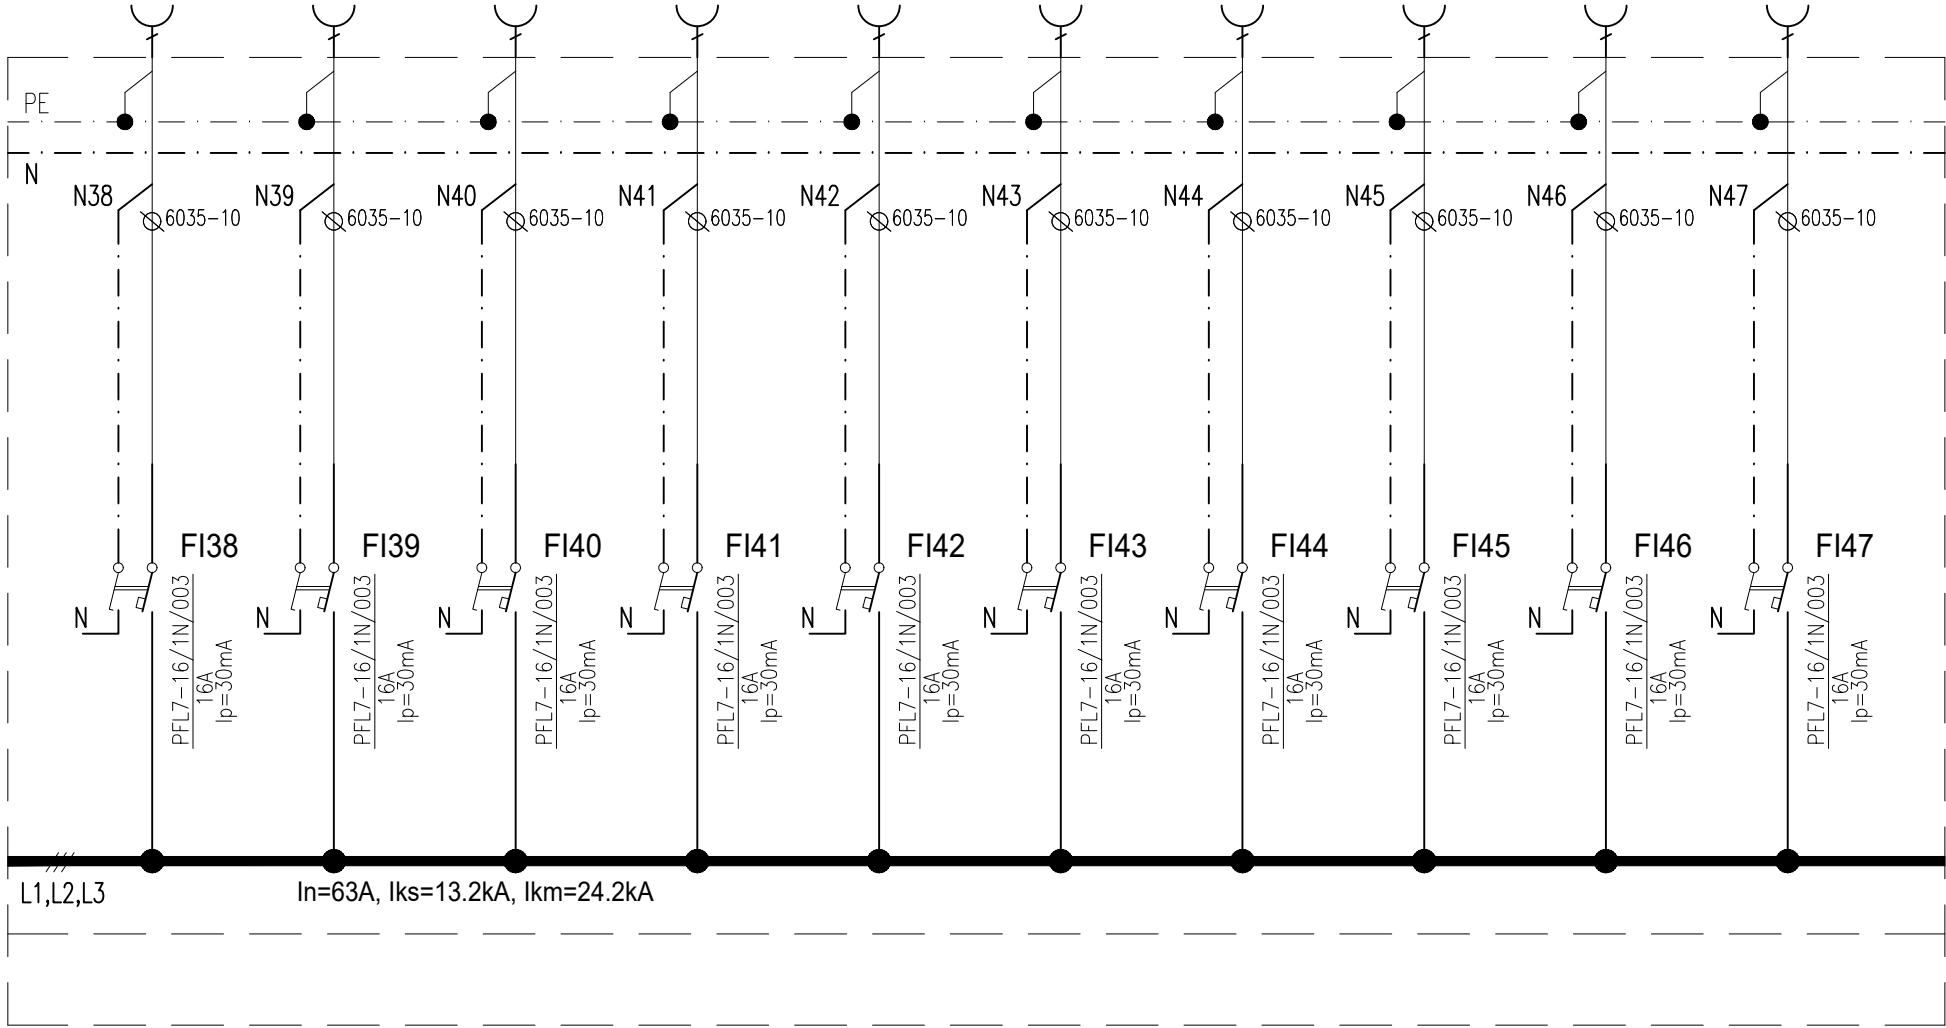 PE
N
N38
6035-10
N39
6035-10
N40
6035-10
N41
6035-10
N42
6035-10
N43
6035-10
N44
6035-10
N45
6035-10
N46
6035-10
N47
6035-10
FI38
N
PFL7-16/1N/003
16A
Ip=30mA
FI39
N
PFL7-16/1N/003
16A
Ip=30mA
FI40
N
PFL7-16/1N/003
16A
Ip=30mA
FI41
N
PFL7-16/1N/003
16A
Ip=30mA
FI42
N
PFL7-16/1N/003
16A
Ip=30mA
FI43
N
PFL7-16/1N/003
16A
Ip=30mA
FI44
N
PFL7-16/1N/003
16A
Ip=30mA
FI45
N
PFL7-16/1N/003
16A
Ip=30mA
FI46
N
PFL7-16/1N/003
16A
Ip=30mA
FI47
N
PFL7-16/1N/003
16A
Ip=30mA
L1,L2,L3
In=63A, Iks=13.2kA, Ikm=24.2kA